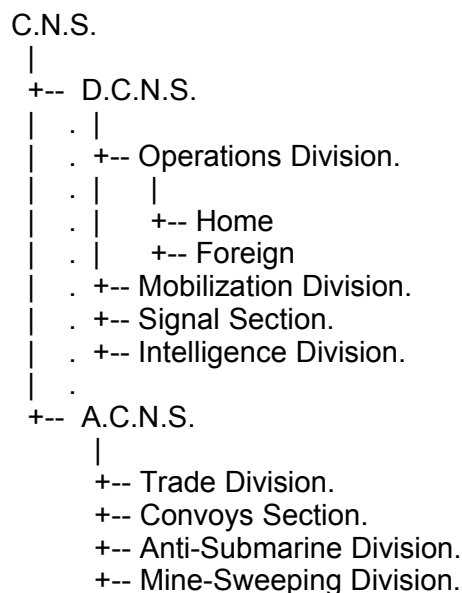 C.N.S.
|
+-- D.C.N.S.
|    . |
|    . +-- Operations Division.
|    . |    |
|    . |    +-- Home
|    . |    +-- Foreign
|    . +-- Mobilization Division.
|    . +-- Signal Section.
|    . +-- Intelligence Division.
|    .
+-- A.C.N.S.
|
+-- Trade Division.
+-- Convoys Section.
+-- Anti-Submarine Division.
+-- Mine-Sweeping Division.